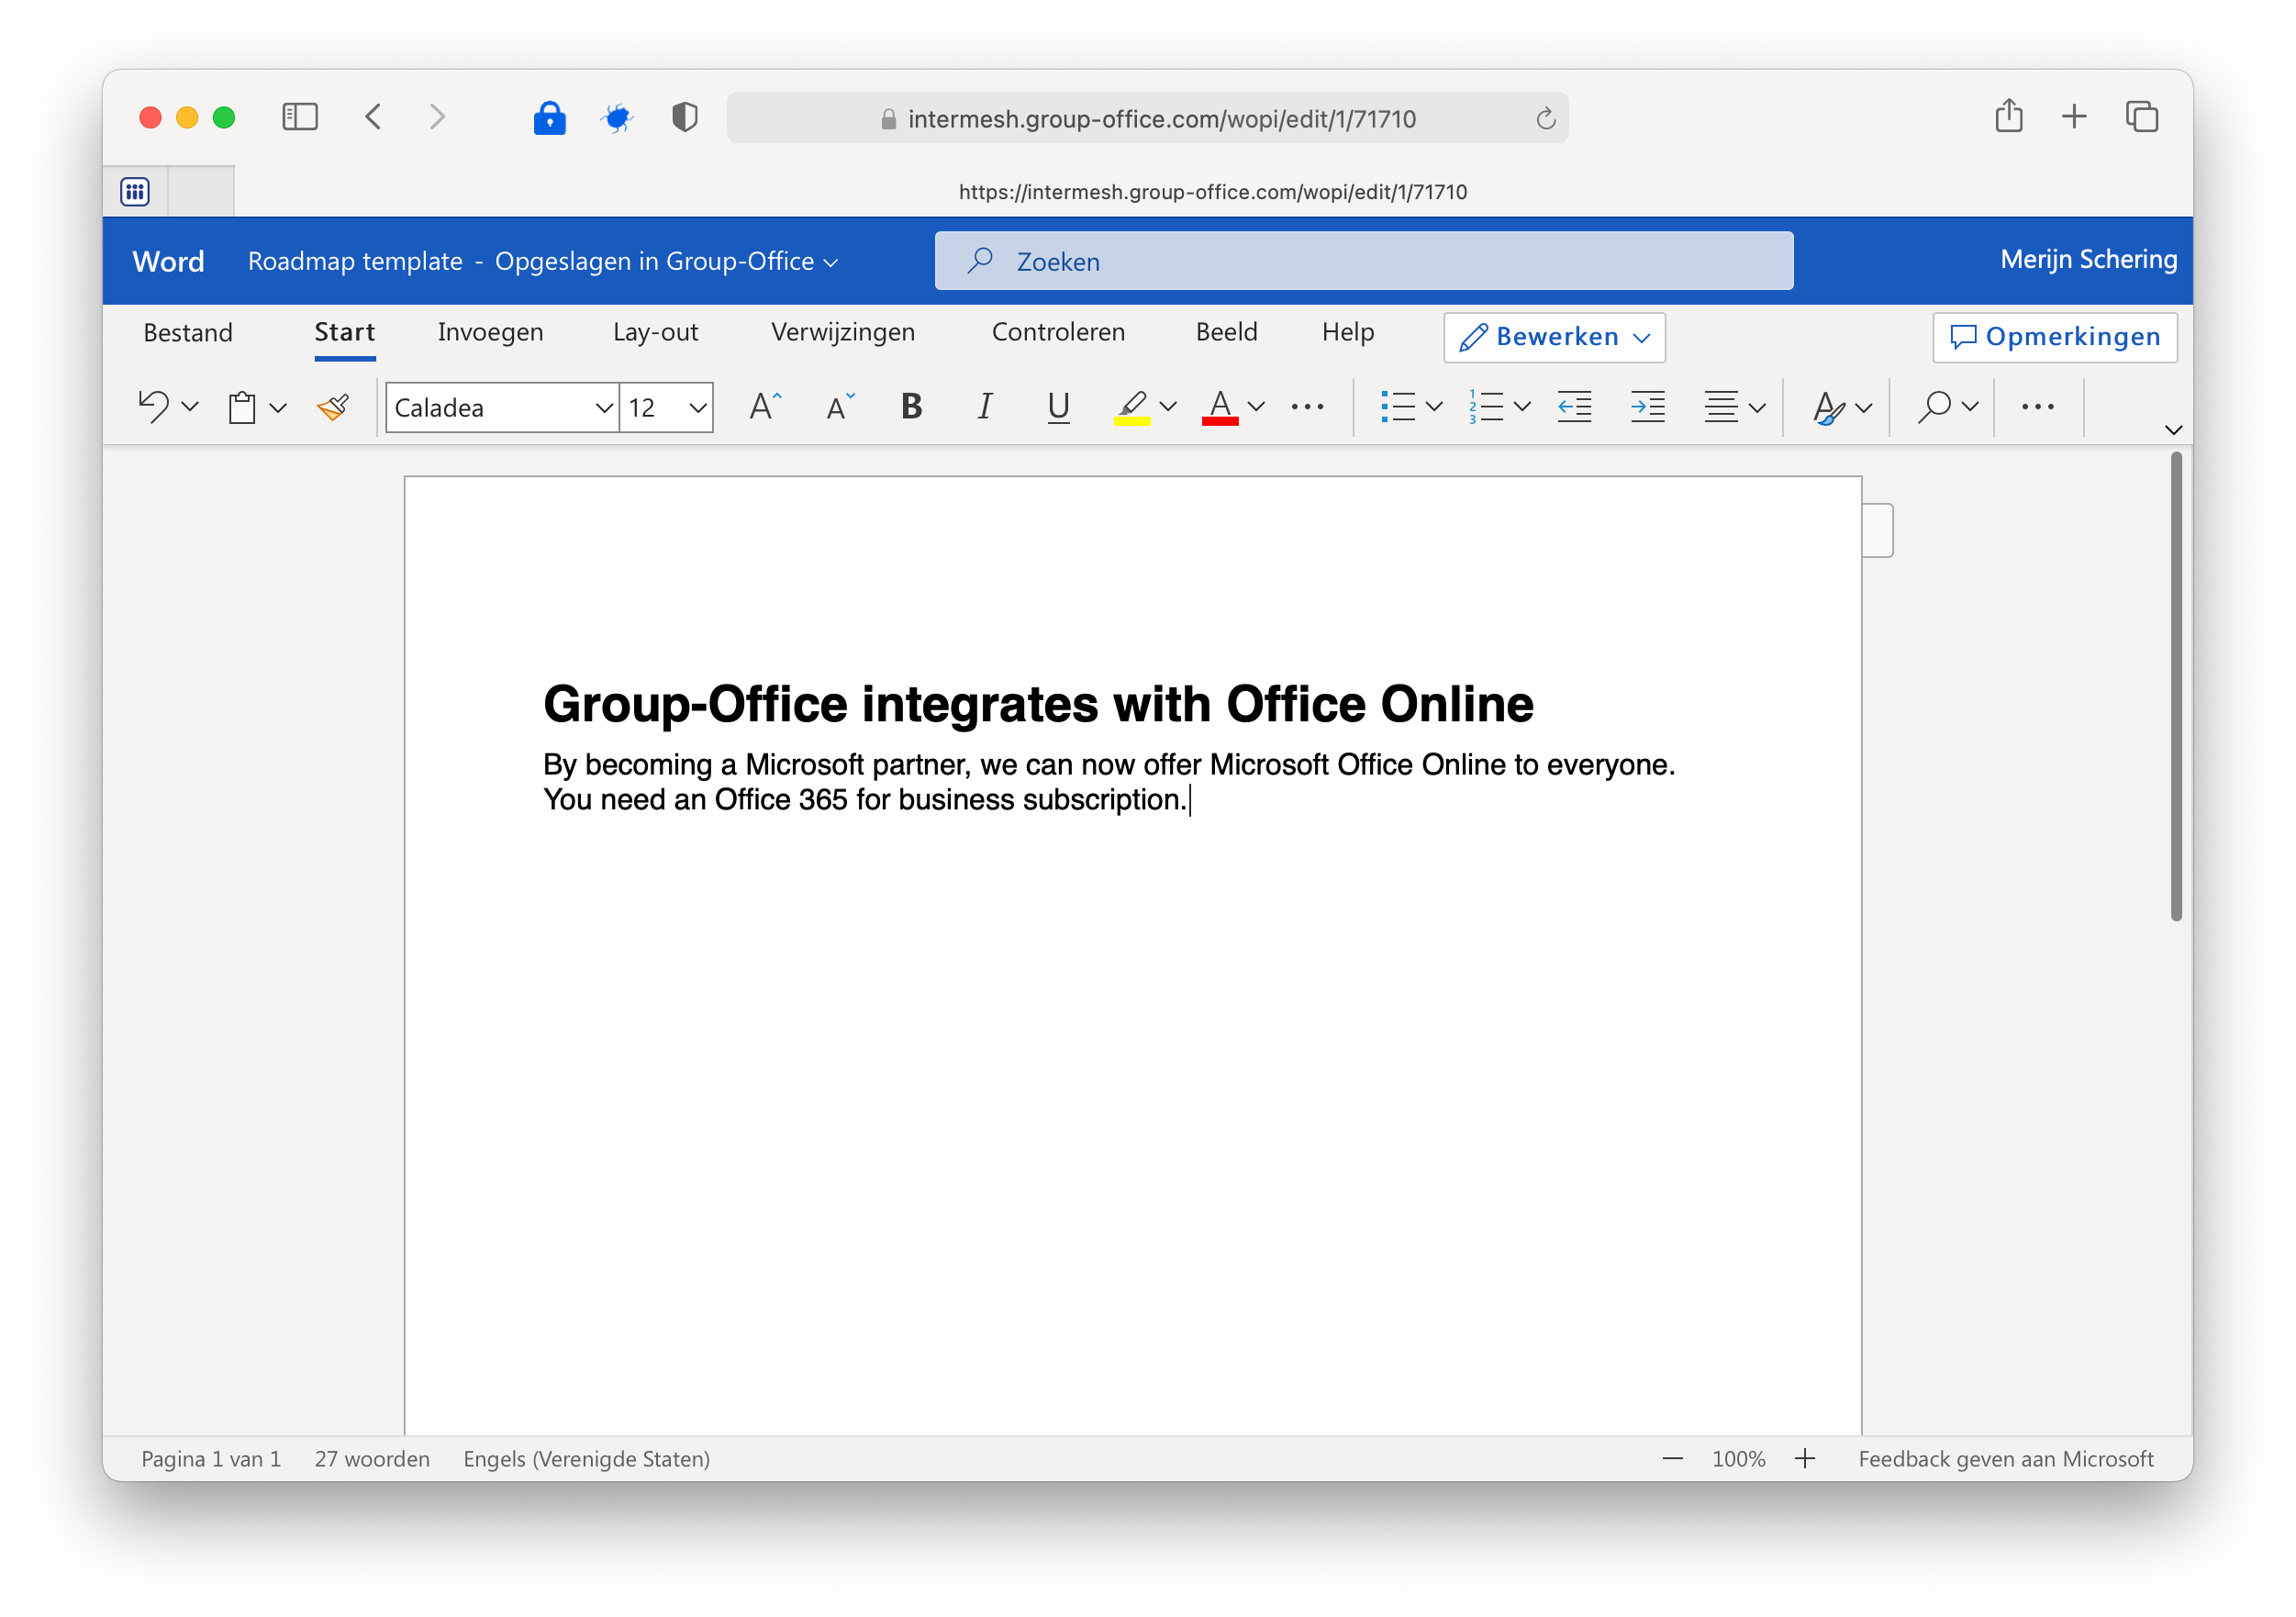 intermesh.group-office.com/wopi/edit/1/71710
https://intermesh.group-office.com/wopi/edit/1/71710
Word Roadmap template - Opgeslagen in Group-Office Zoeken Merijn Schering
Bestand Start Invoegen Lay-out Verwijzingen Controleren Beeld Help Bewerken Opmerkingen
Caladea 12 A A B I U A
Group-Office integrates with Office Online
By becoming a Microsoft partner, we can now offer Microsoft Office Online to everyone.
You need an Office 365 for business subscription.
Pagina 1 van 1 27 woorden Engels (Verenigde Staten) 100% Feedback geven aan Microsoft